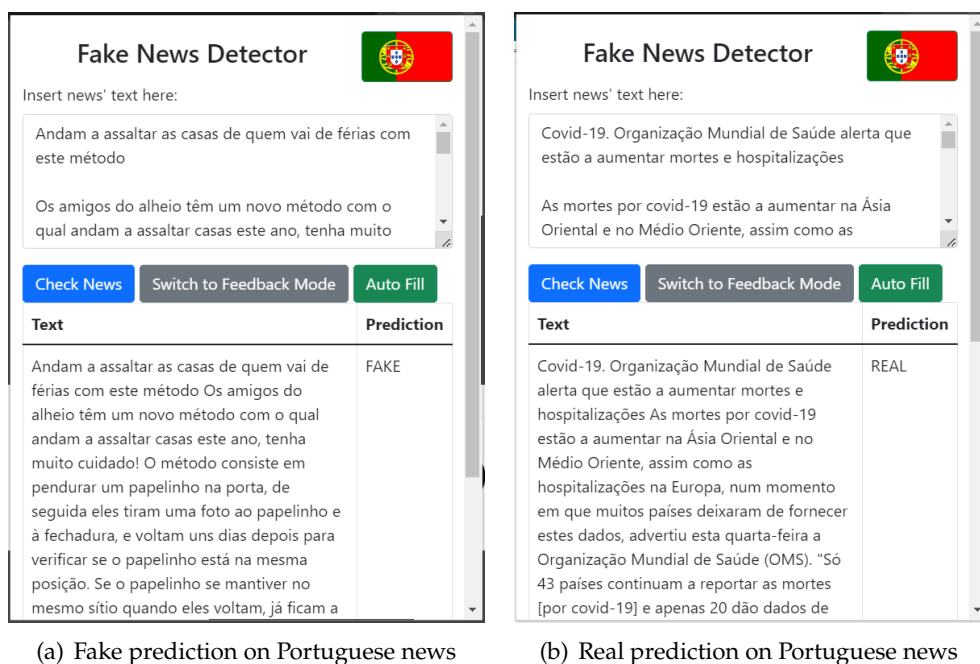 Fake News Detector
Insert news' text here:
Andam a assaltar as casas de quem vai de férias com
este método
Os amigos do alheio têm um novo método com o
qual andam a assaltar casas este ano, tenha muito
Check News
Switch to Feedback Mode
Auto Fill
Text
Prediction
Andam a assaltar as casas de quem vai de
férias com este método Os amigos do
alheio têm um novo método com o qual
andam a assaltar casas este ano, tenha
muito cuidado! O método consiste em
pendurar um papelinho na porta, de
seguida eles tiram uma foto ao papelinho e
à fechadura, e voltam uns dias depois para
verificar se o papelinho está na mesma
posição. Se o papelinho se mantiver no
mesmo sítio quando eles voltam, já ficam a
FAKE
(a) Fake prediction on Portuguese news
Fake News Detector
Insert news' text here:
Covid-19. Organização Mundial de Saúde alerta que
estão a aumentar mortes e hospitalizações
As mortes por covid-19 estão a aumentar na Ásia
Oriental e no Médio Oriente, assim como as
Check News
Switch to Feedback Mode
Auto Fill
Text
Prediction
Covid-19. Organização Mundial de Saúde
alerta que estão a aumentar mortes e
hospitalizações As mortes por covid-19
estão a aumentar na Ásia Oriental e no
Médio Oriente, assim como as
hospitalizações na Europa, num momento
em que muitos países deixaram de fornecer
estes dados, advertiu esta quarta-feira a
Organização Mundial de Saúde (OMS). "Só
43 países continuam a reportar as mortes
[por covid-19] e apenas 20 dão dados de
REAL
(b) Real prediction on Portuguese news